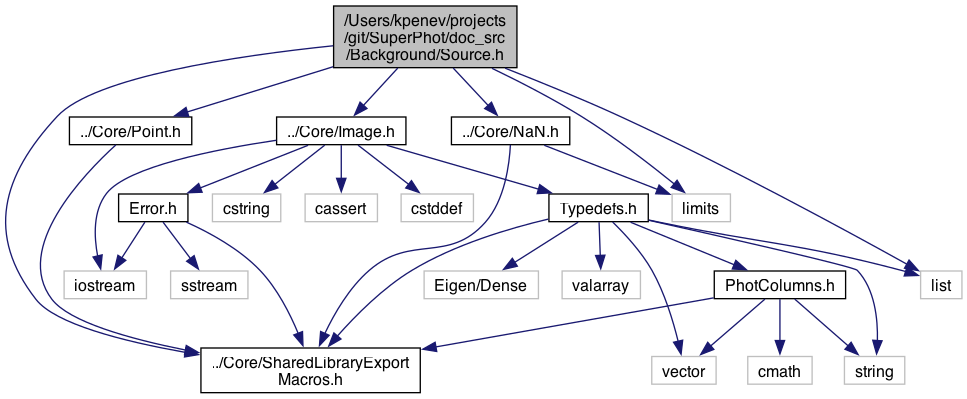 /Users/kpenev/projects
/git/SuperPhot/doc_src
/Background/Source.h
../Core/Point.h
../Core/Image.h
../Core/NaN.h
Error.h
cstring
cassert
cstddef
Typedefs.h
limits
iostream
sstream
Eigen/Dense
valarray
PhotColumns.h
list
../Core/SharedLibraryExport
Macros.h
vector
cmath
string